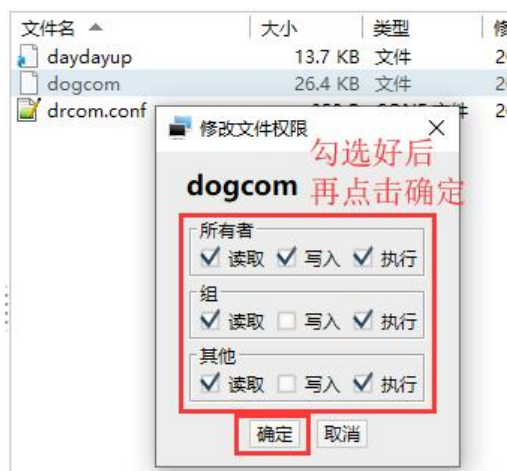 文件名 大小 类型
daydayup 13.7 KB 文件 2
dogcom 26.4 KB 文件 2
drcom.conf 2
修改文件权限
勾选好后
dogcom 再点击确定
所有者
读取 写入 执行
组
读取 写入 执行
其他
读取 写入 执行
确定 取消